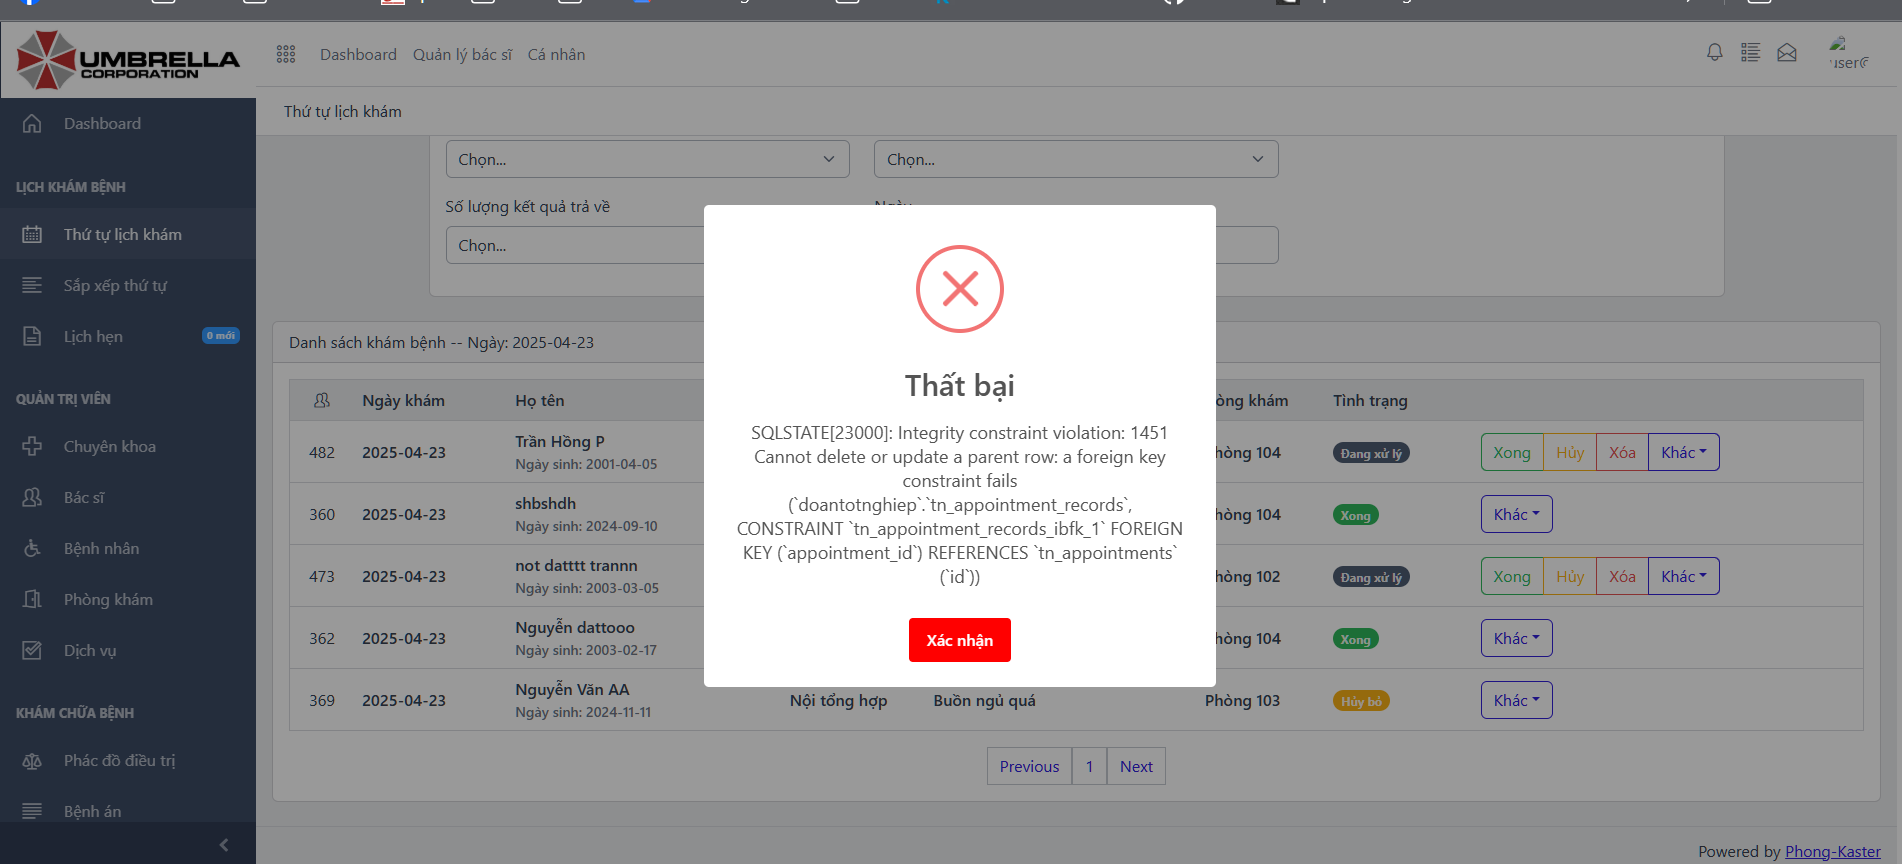 UMBRELLA
CORPORATION
Dashboard Quản lý bác sĩ Cá nhân
user@
Thứ tự lịch khám
Dashboard
LỊCH KHÁM BỆNH
Thứ tự lịch khám
Sắp xếp thứ tự
Lịch hẹn 0 mới
QUẢN TRỊ VIÊN
Chuyên khoa
Bác sĩ
Bệnh nhân
Phòng khám
Dịch vụ
KHÁM CHỮA BỆNH
Phác đồ điều trị
Bệnh án
Chọn... Chọn...
Số lượng kết quả trả về Ngày
Chọn...
Danh sách khám bệnh -- Ngày: 2025-04-23
Ngày khám Họ tên òng khám Tình trạng
482 2025-04-23 Trần Hồng P hòng 104 Đang xử lý Xong Hủy Xóa Khác
Ngày sinh: 2001-04-05
360 2025-04-23 shbshdh hòng 104 Xong Khác
Ngày sinh: 2024-09-10
473 2025-04-23 not datttt trannn hòng 102 Đang xử lý Xong Hủy Xóa Khác
Ngày sinh: 2003-03-05
362 2025-04-23 Nguyễn dattooo hòng 104 Xong Khác
Ngày sinh: 2003-02-17
369 2025-04-23 Nguyễn Văn AA Nội tổng hợp Buồn ngủ quá Phòng 103 Hủy bỏ Khác
Ngày sinh: 2024-11-11
Previous 1 Next
Thất bại
SQLSTATE[23000]: Integrity constraint violation: 1451
Cannot delete or update a parent row: a foreign key
constraint fails
(`doantotnghiep`.`tn_appointment_records`,
CONSTRAINT `tn_appointment_records_ibfk_1` FOREIGN
KEY (`appointment_id`) REFERENCES `tn_appointments`
(`id`))
Xác nhận
Powered by Phong-Kaster